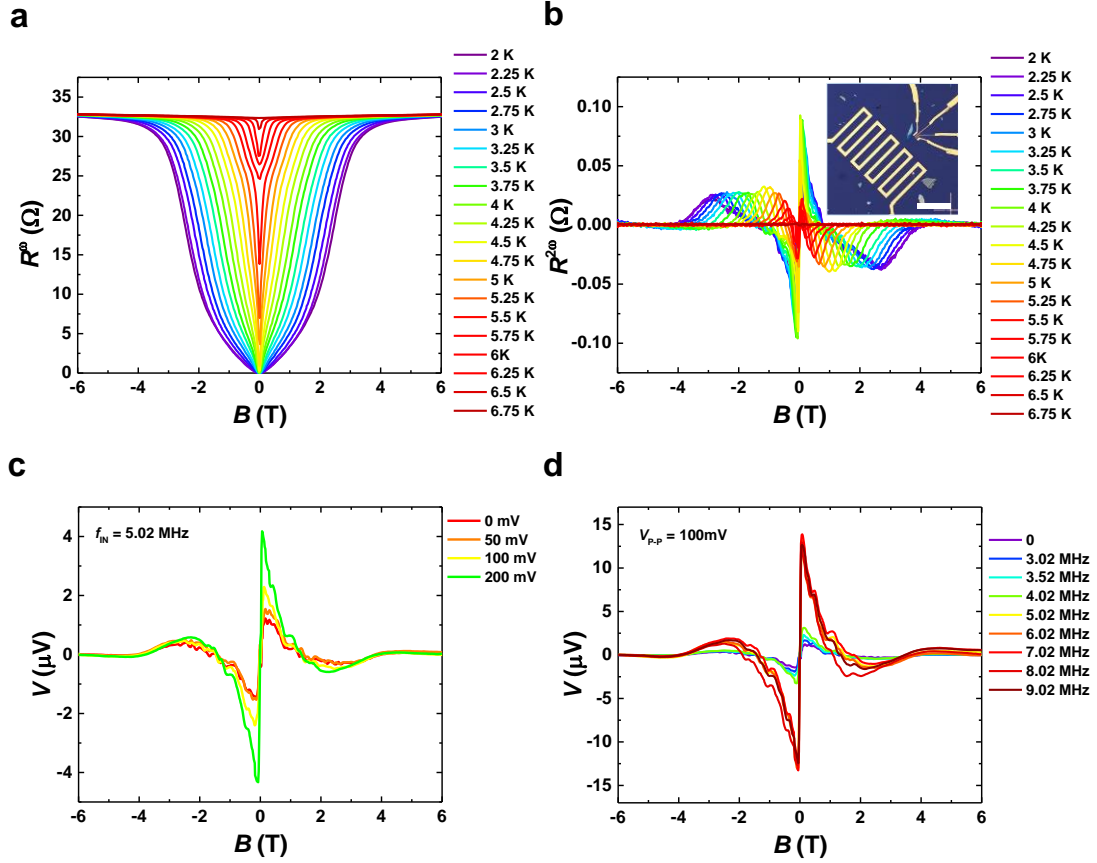 a
35
30
25
20
15
10
5
0
-6 -4 -2 0 2 4 6
R^ω (Ω)
B (T)
2 K
2.25 K
2.5 K
2.75 K
3 K
3.25 K
3.5 K
3.75 K
4 K
4.25 K
4.5 K
4.75 K
5 K
5.25 K
5.5 K
5.75 K
6K
6.25 K
6.5 K
6.75 K
b
0.10
0.05
0.00
-0.05
-0.10
-6 -4 -2 0 2 4 6
R^2ω (Ω)
B (T)
2 K
2.25 K
2.5 K
2.75 K
3 K
3.25 K
3.5 K
3.75 K
4 K
4.25 K
4.5 K
4.75 K
5 K
5.25 K
5.5 K
5.75 K
6K
6.25 K
6.5 K
6.75 K
c
f_IN = 5.02 MHz
4
2
0
-2
-4
-6 -4 -2 0 2 4 6
V (μV)
B (T)
0 mV
50 mV
100 mV
200 mV
d
V_P-P = 100mV
15
10
5
0
-5
-10
-15
-6 -4 -2 0 2 4 6
V (μV)
B (T)
0
3.02 MHz
3.52 MHz
4.02 MHz
5.02 MHz
6.02 MHz
7.02 MHz
8.02 MHz
9.02 MHz